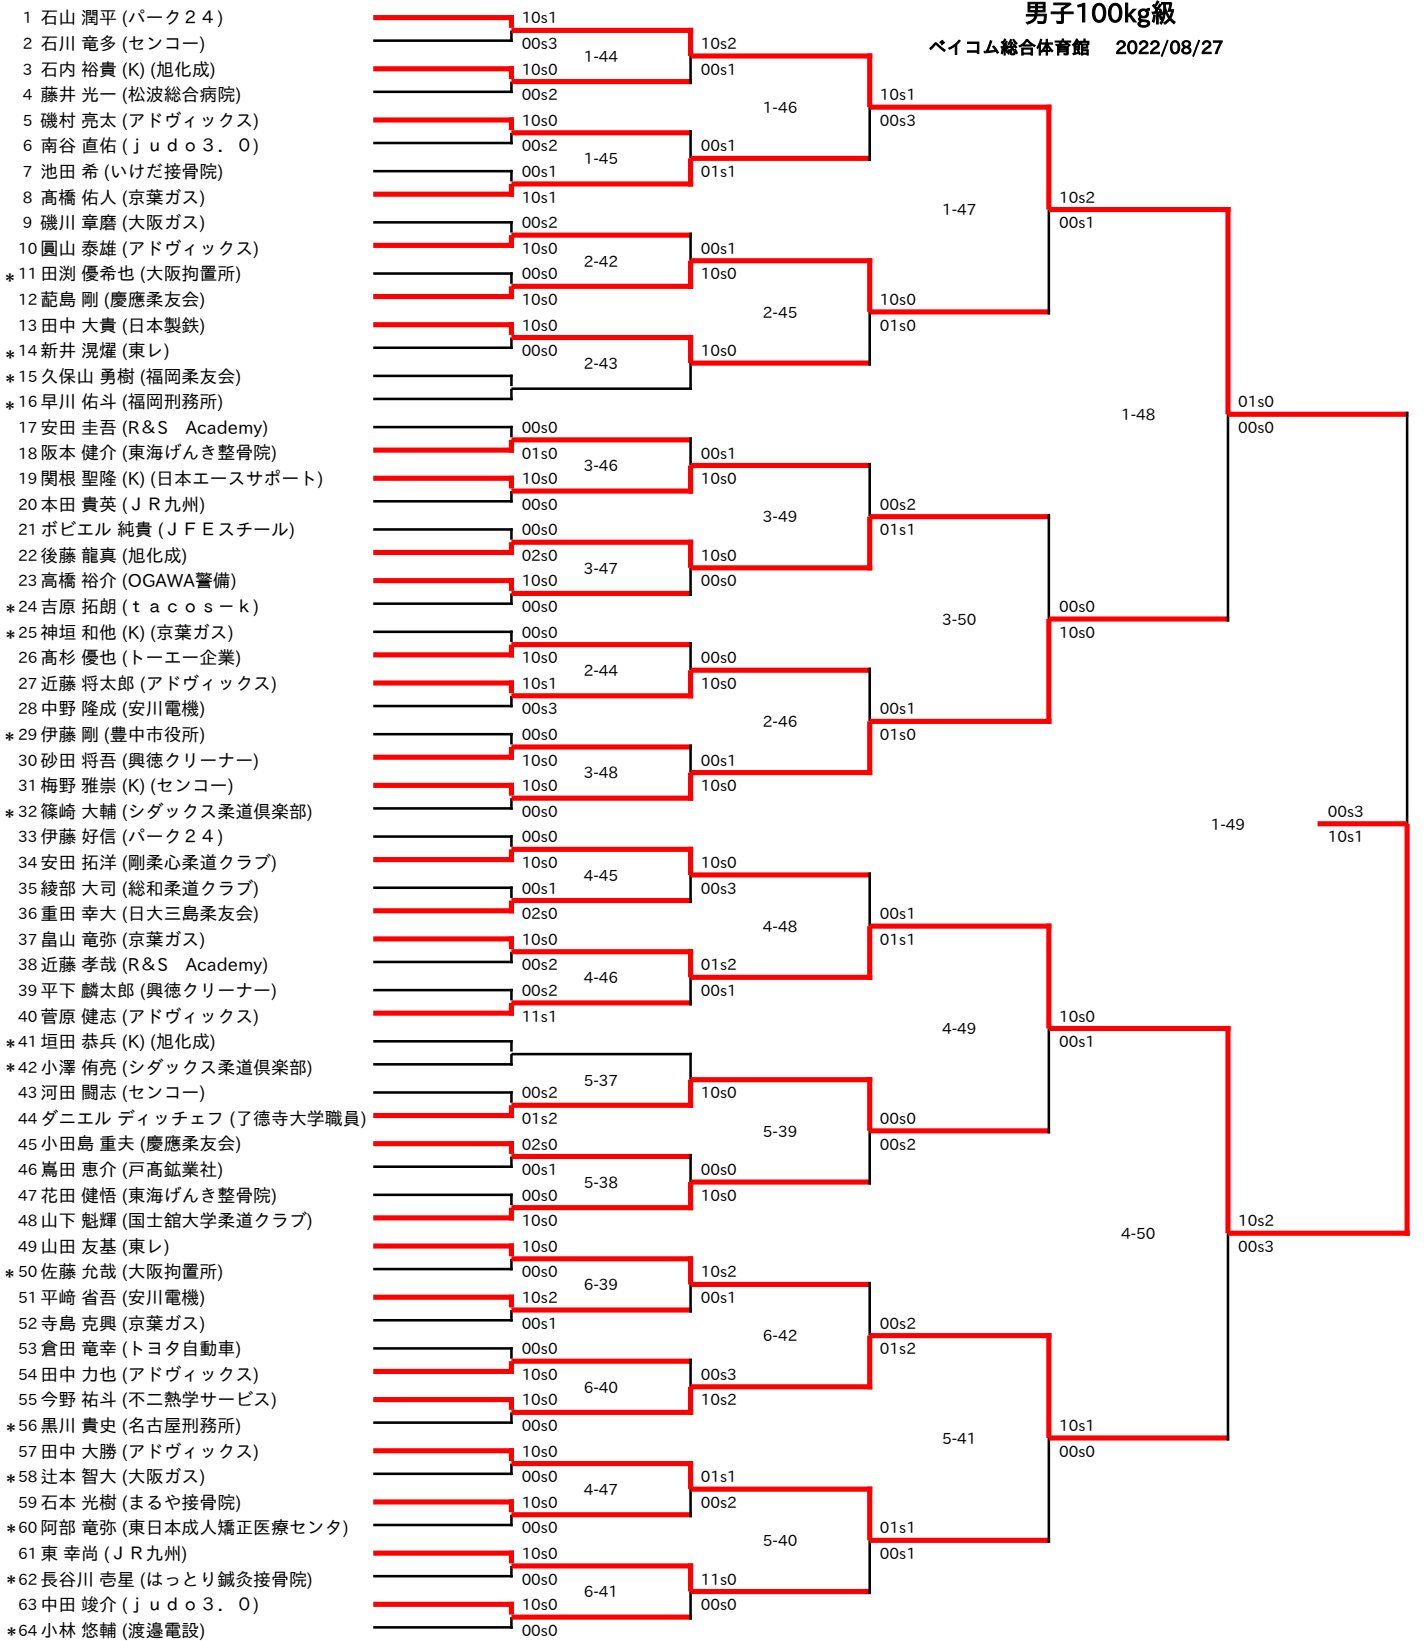 男子100kg級
ベイコム総合体育館　2022/08/27
1 石山 潤平 (パーク２４)
2 石川 竜多 (センコー)
3 石内 裕貴 (K) (旭化成)
4 藤井 光一 (松波総合病院)
5 磯村 亮太 (アドヴィックス)
6 南谷 直佑 (ｊｕｄｏ３．０)
7 池田 希 (いけだ接骨院)
8 髙橋 佑人 (京葉ガス)
9 磯川 章磨 (大阪ガス)
10 圓山 泰雄 (アドヴィックス)
*11 田渕 優希也 (大阪拘置所)
12 蓜島 剛 (慶應柔友会)
13 田中 大貴 (日本製鉄)
*14 新井 滉燿 (東レ)
*15 久保山 勇樹 (福岡柔友会)
*16 早川 佑斗 (福岡刑務所)
17 安田 圭吾 (R&S　Academy)
18 阪本 健介 (東海げんき整骨院)
19 関根 聖隆 (K) (日本エースサポート)
20 本田 貴英 (ＪＲ九州)
21 ボビエル 純貴 (ＪＦＥスチール)
22 後藤 龍真 (旭化成)
23 高橋 裕介 (OGAWA警備)
*24 吉原 拓朗 (ｔａｃｏｓ－ｋ)
*25 神垣 和他 (K) (京葉ガス)
26 髙杉 優也 (トーエー企業)
27 近藤 将太郎 (アドヴィックス)
28 中野 隆成 (安川電機)
*29 伊藤 剛 (豊中市役所)
30 砂田 将吾 (興徳クリーナー)
31 梅野 雅崇 (K) (センコー)
*32 篠崎 大輔 (シダックス柔道倶楽部)
33 伊藤 好信 (パーク２４)
34 安田 拓洋 (剛柔心柔道クラブ)
35 綾部 大司 (総和柔道クラブ)
36 重田 幸大 (日大三島柔友会)
37 畠山 竜弥 (京葉ガス)
38 近藤 孝哉 (R&S　Academy)
39 平下 麟太郎 (興徳クリーナー)
40 菅原 健志 (アドヴィックス)
*41 垣田 恭兵 (K) (旭化成)
*42 小澤 侑亮 (シダックス柔道倶楽部)
43 河田 闘志 (センコー)
44 ダニエル ディッチェフ (了德寺大学職員)
45 小田島 重夫 (慶應柔友会)
46 嶌田 恵介 (戸髙鉱業社)
47 花田 健悟 (東海げんき整骨院)
48 山下 魁輝 (国士舘大学柔道クラブ)
49 山田 友基 (東レ)
*50 佐藤 允哉 (大阪拘置所)
51 平﨑 省吾 (安川電機)
52 寺島 克興 (京葉ガス)
53 倉田 竜幸 (トヨタ自動車)
54 田中 力也 (アドヴィックス)
55 今野 祐斗 (不二熱学サービス)
*56 黒川 貴史 (名古屋刑務所)
57 田中 大勝 (アドヴィックス)
*58 辻本 智大 (大阪ガス)
59 石本 光樹 (まるや接骨院)
*60 阿部 竜弥 (東日本成人矯正医療センタ)
61 東 幸尚 (ＪＲ九州)
*62 長谷川 壱星 (はっとり鍼灸接骨院)
63 中田 竣介 (ｊｕｄｏ３．０)
*64 小林 悠輔 (渡邉電設)
10s1
00s3
10s0
00s2
10s0
00s2
00s1
10s1
00s2
10s0
00s0
10s0
10s0
00s0
00s0
01s0
10s0
00s0
00s0
02s0
10s0
00s0
00s0
10s0
10s1
00s3
00s0
10s0
10s0
00s0
00s0
10s0
00s1
02s0
10s0
00s2
00s2
11s1
00s2
01s2
02s0
00s1
00s0
10s0
10s0
00s0
10s2
00s1
00s0
10s0
10s0
00s0
10s0
00s0
10s0
00s0
10s0
00s0
10s0
00s0
1-44
1-45
2-42
2-43
3-46
3-47
2-44
3-48
4-45
4-46
5-37
5-38
6-39
6-40
4-47
6-41
10s2
00s1
00s1
01s1
00s1
10s0
10s0
00s1
10s0
10s0
00s0
00s0
10s0
00s1
10s0
10s0
00s3
01s2
00s1
10s0
00s0
10s0
10s2
00s1
00s3
10s2
01s1
00s2
11s0
00s0
1-46
2-45
3-49
2-46
4-48
5-39
6-42
5-40
10s1
00s3
10s0
01s0
00s2
01s1
00s1
01s0
00s1
01s1
00s0
00s2
00s2
01s2
01s1
00s1
1-47
3-50
4-49
5-41
10s2
00s1
00s0
10s0
10s0
00s1
10s1
00s0
1-48
4-50
01s0
00s0
10s2
00s3
1-49
00s3
10s1